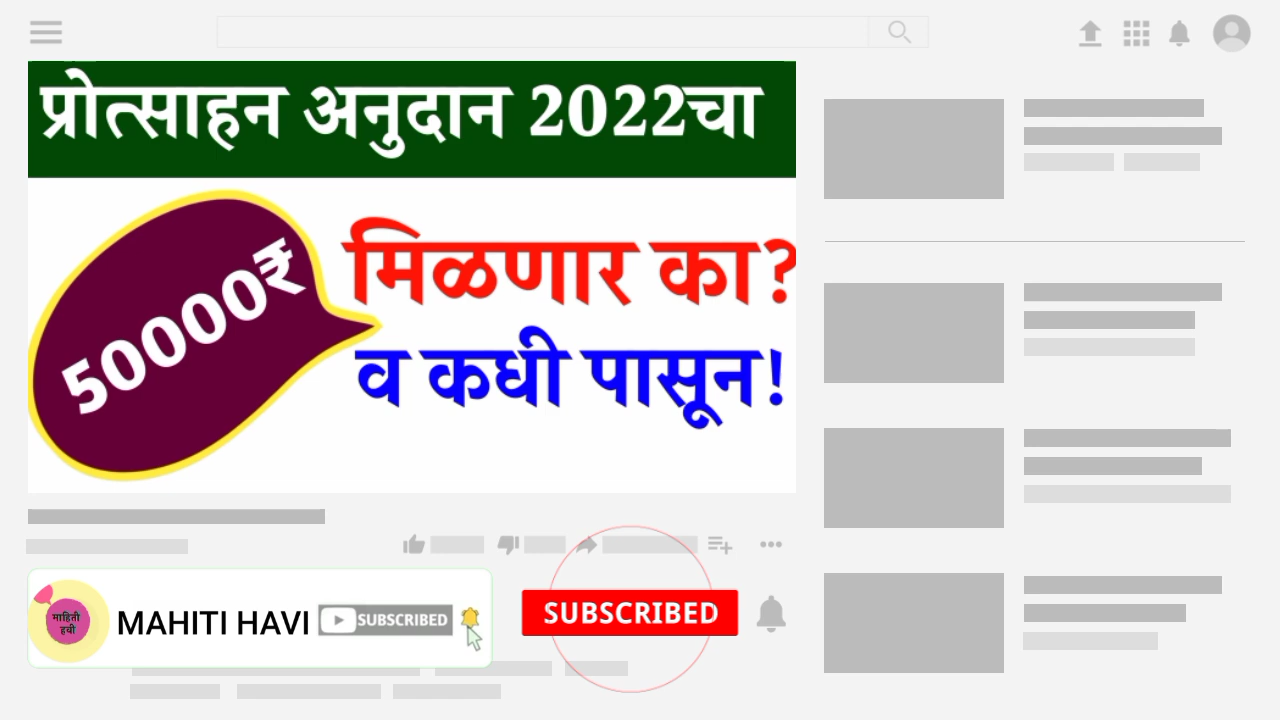 प्रोत्साहन अनुदान 2022चा
50000₹
मिळणार का?
व कधी पासून!
माहिती
हवी
MAHITI HAVI
SUBSCRIBED
SUBSCRIBED